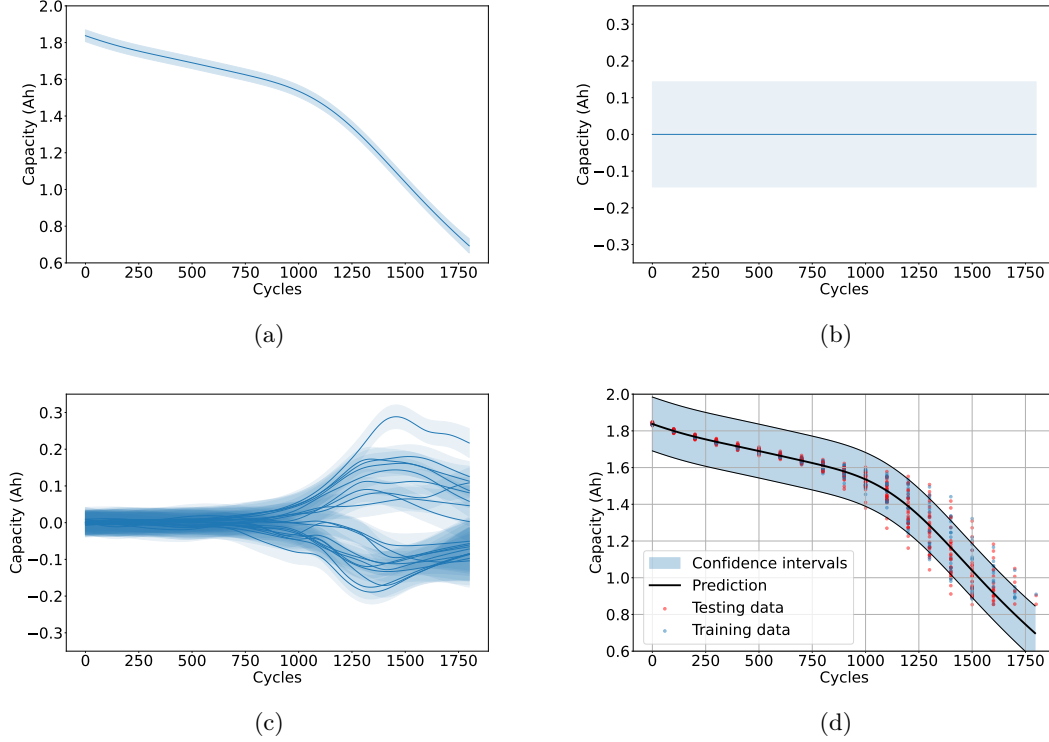 2.0
1.8
1.6
1.4
1.2
1.0
0.8
0.6
Capacity (Ah)
0 250 500 750 1000 1250 1500 1750
Cycles
(a)
0.3
0.2
0.1
0.0
−0.1
−0.2
−0.3
Capacity (Ah)
0 250 500 750 1000 1250 1500 1750
Cycles
(b)
0.3
0.2
0.1
0.0
−0.1
−0.2
−0.3
Capacity (Ah)
0 250 500 750 1000 1250 1500 1750
Cycles
(c)
2.0
1.8
1.6
1.4
1.2
1.0
0.8
0.6
Capacity (Ah)
Confidence intervals
Prediction
Testing data
Training data
0 250 500 750 1000 1250 1500 1750
Cycles
(d)